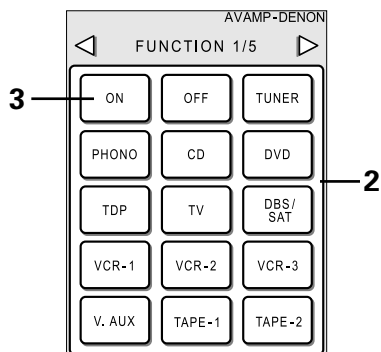 AVAMP-DENON
FUNCTION 1/5
3 ON OFF TUNER
PHONO CD DVD
2
TDP TV DBS/SAT
VCR-1 VCR-2 VCR-3
V. AUX TAPE-1 TAPE-2